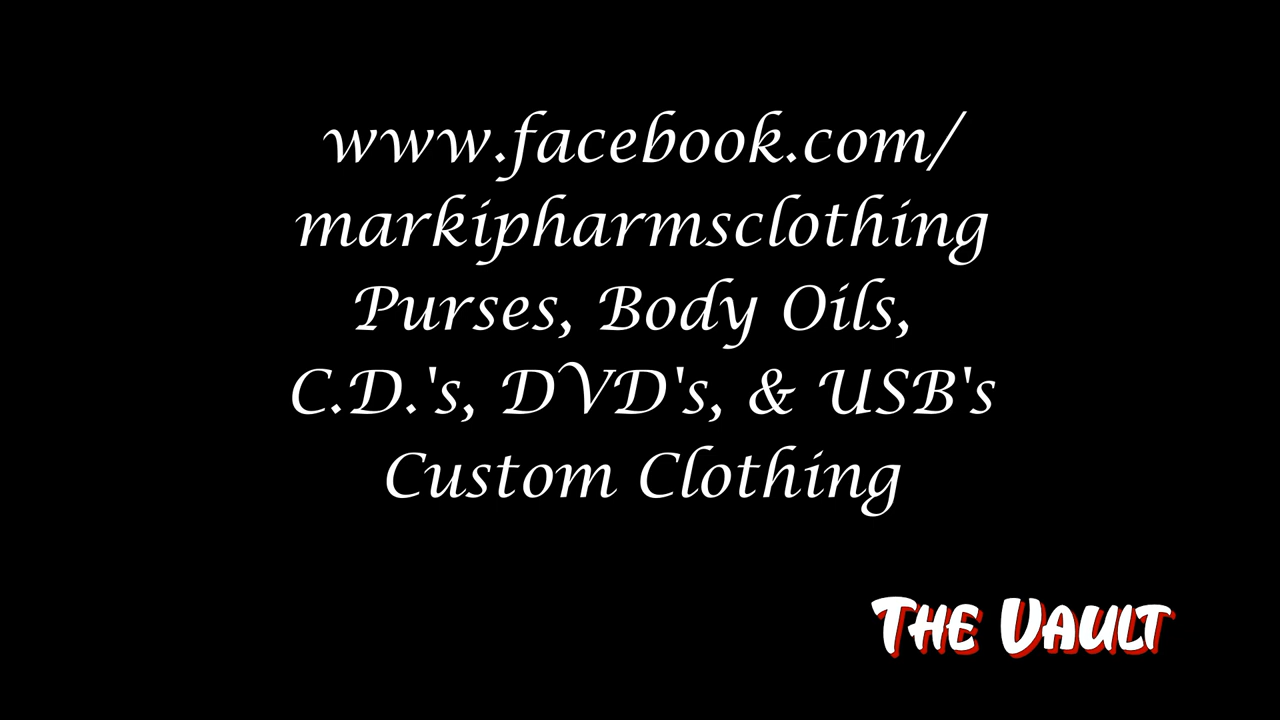 www.facebook.com/
markipharmsclothing
Purses, Body Oils,
C.D.'s, DVD's, & USB's
Custom Clothing
The Vault